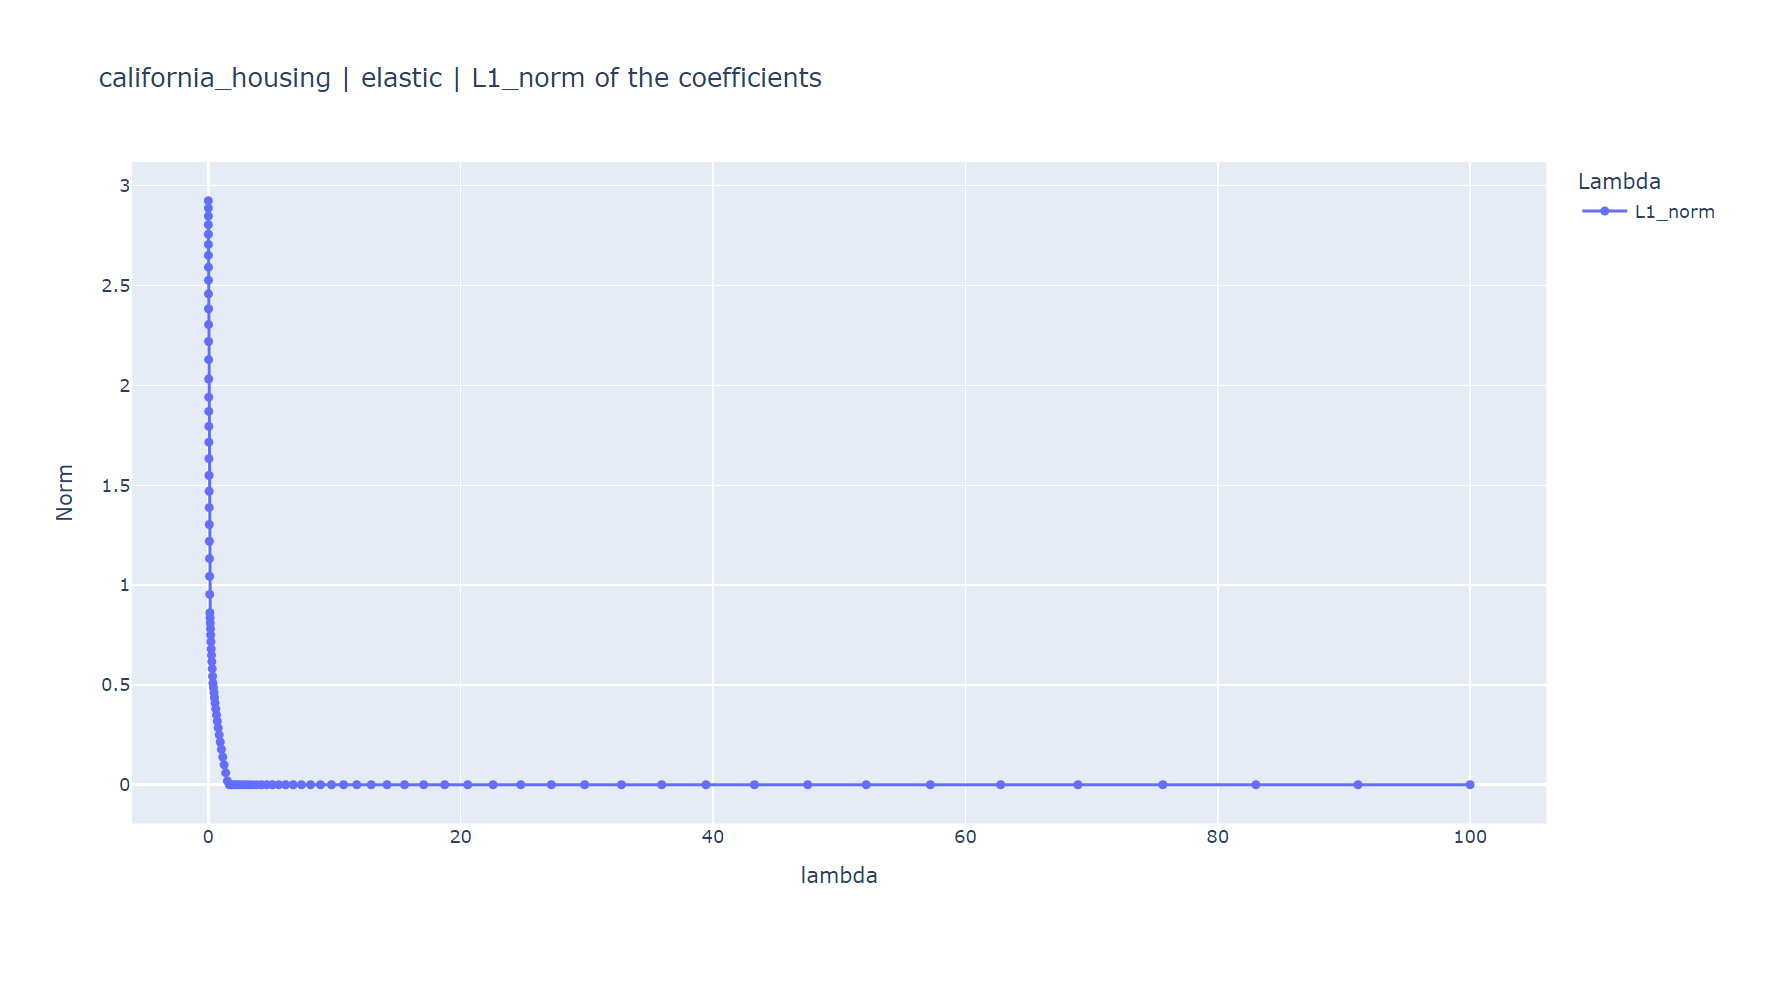 california_housing | elastic | L1_norm of the coefficients
Lambda
L1_norm
3
2.5
2
1.5
1
0.5
0
Norm
0 20 40 60 80 100
lambda